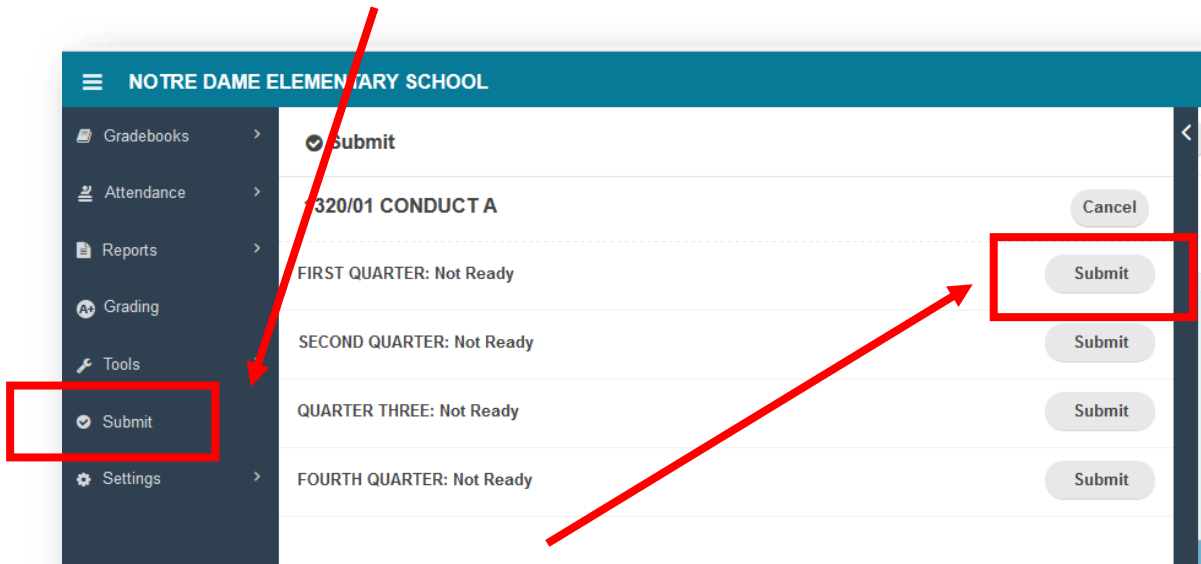 NOTRE DAME ELEMENTARY SCHOOL
Gradebooks
Attendance
Reports
A+ Grading
Tools
Submit
Settings
Submit
1320/01 CONDUCT A
Cancel
FIRST QUARTER: Not Ready
Submit
SECOND QUARTER: Not Ready
Submit
QUARTER THREE: Not Ready
Submit
FOURTH QUARTER: Not Ready
Submit